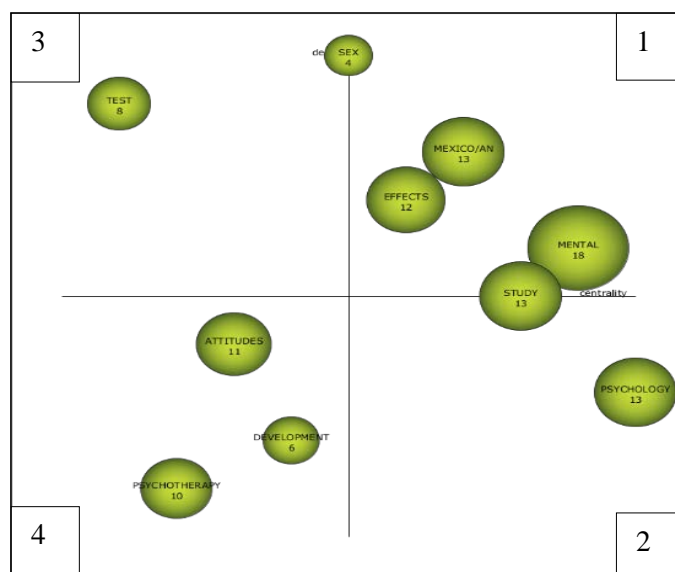 3
1
de
SEX
4
TEST
8
MEXICO/AN
13
EFFECTS
12
MENTAL
18
STUDY
13
centrality
ATTITUDES
11
PSYCHOLOGY
13
DEVELOPMENT
6
PSYCHOTHERAPY
10
4
2